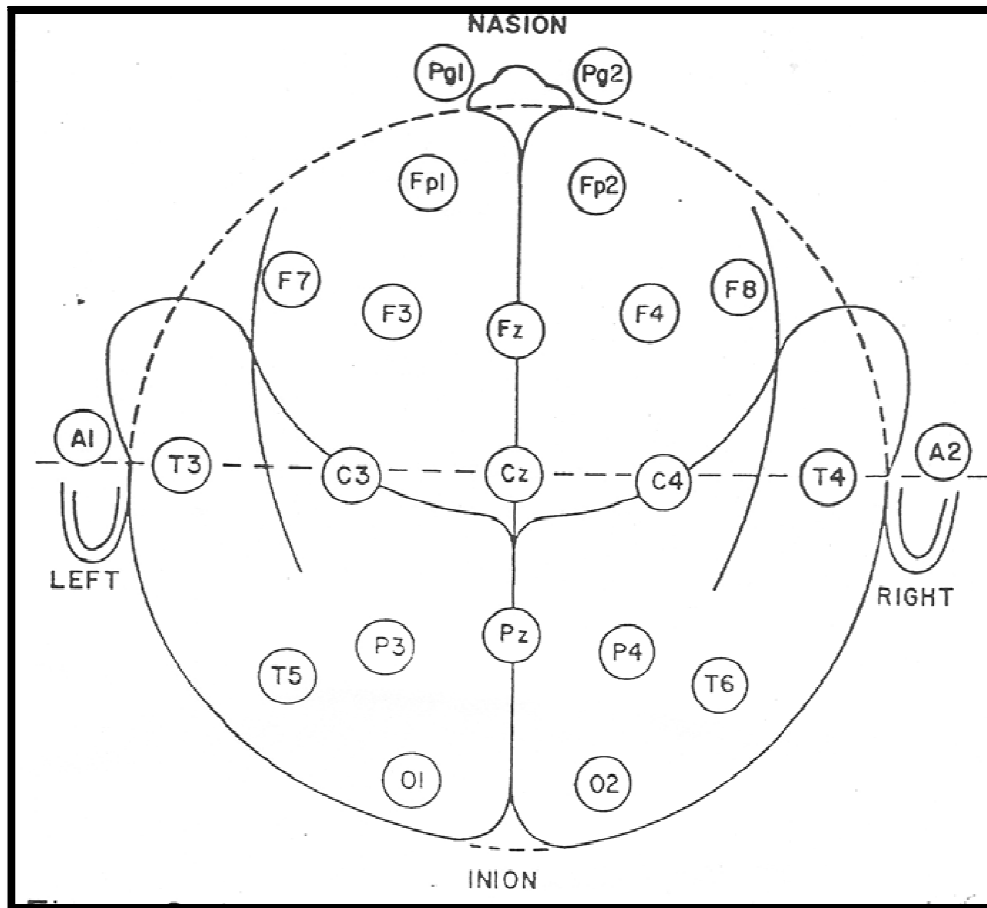 NASION
Pg1 Pg2
Fp1 Fp2
F7 F3 Fz F4 F8
A1 T3 C3 Cz C4 T4 A2
LEFT RIGHT
T5 P3 Pz P4 T6
O1 O2
INION